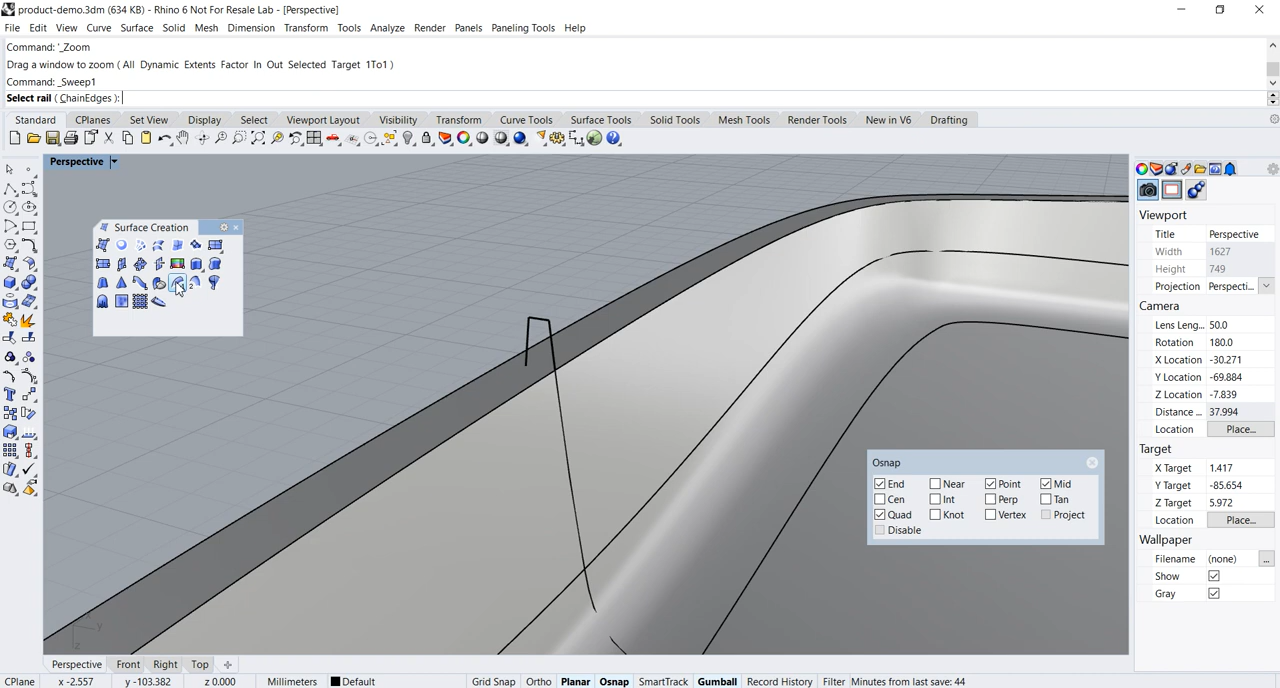 product-demo.3dm (634 KB) - Rhino 6 Not For Resale Lab - [Perspective]
File Edit View Curve Surface Solid Mesh Dimension Transform Tools Analyze Render Panels Paneling Tools Help
Command: '_Zoom
Drag a window to zoom ( All Dynamic Extents Factor In Out Selected Target 1To1 )
Command: _Sweep1
Select rail ( ChainEdges ):
Standard CPlanes Set View Display Select Viewport Layout Visibility Transform Curve Tools Surface Tools Solid Tools Mesh Tools Render Tools New in V6 Drafting
Perspective
Surface Creation
Osnap
End Near Point Mid
Cen Int Perp Tan
Quad Knot Vertex Project
Disable
Viewport
Title Perspective
Width 1627
Height 749
Projection Perspecti...
Camera
Lens Leng... 50.0
Rotation 180.0
X Location -30.271
Y Location -69.884
Z Location -7.839
Distance ... 37.994
Location Place...
Target
X Target 1.417
Y Target -85.654
Z Target 5.972
Location Place...
Wallpaper
Filename (none) ...
Show
Gray
Perspective Front Right Top
CPlane x -2.557 y -103.382 z 0.000 Millimeters Default Grid Snap Ortho Planar Osnap SmartTrack Gumball Record History Filter Minutes from last save: 44